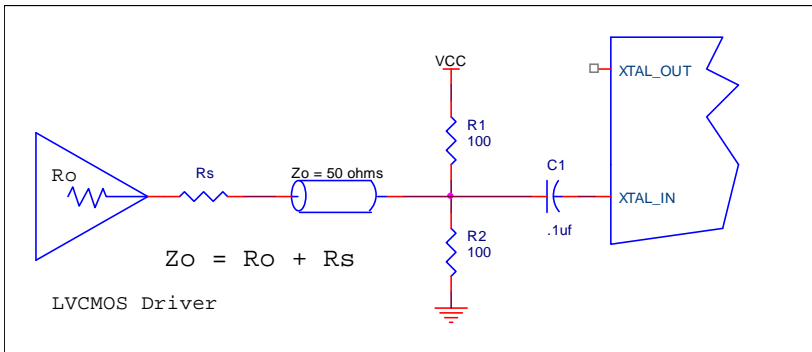 VCC
XTAL_OUT
R1
100
Ro
Rs
Zo = 50 ohms
C1
XTAL_IN
.1uf
R2
100
Zo = Ro + Rs
LVCMOS Driver